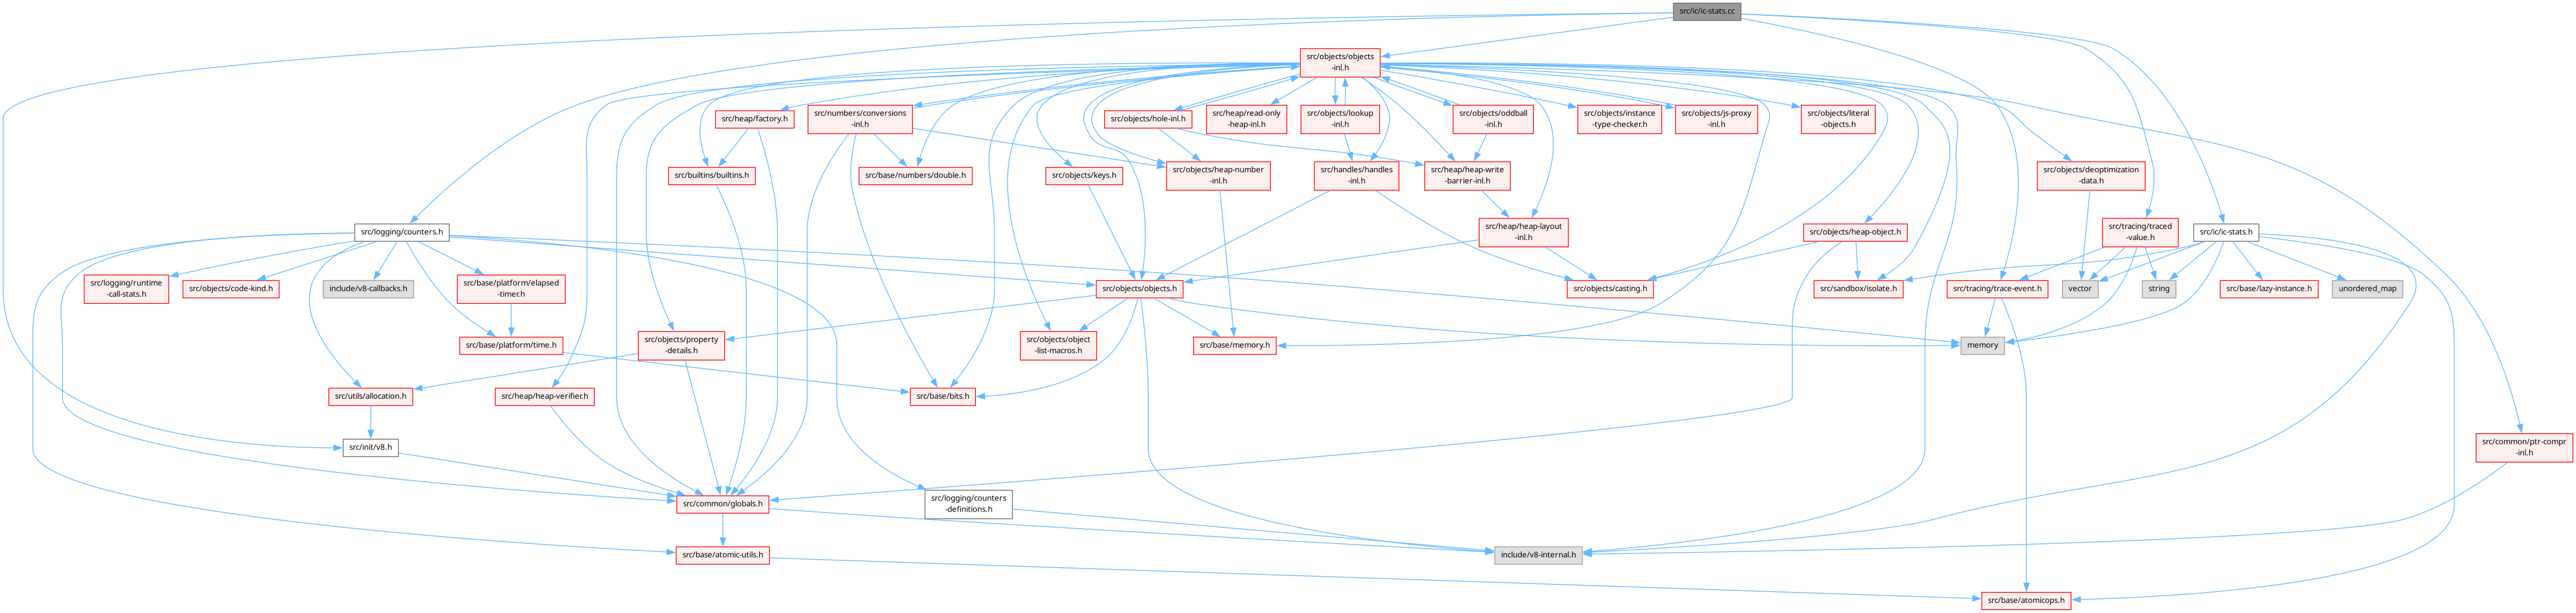 src/ic/ic-stats.cc
src/objects/objects
-inl.h
src/heap/factory.h
src/numbers/conversions
-inl.h
src/objects/hole-inl.h
src/heap/read-only
-heap-inl.h
src/objects/lookup
-inl.h
src/objects/oddball
-inl.h
src/objects/instance
-type-checker.h
src/objects/js-proxy
-inl.h
src/objects/literal
-objects.h
src/builtins/builtins.h
src/base/numbers/double.h
src/objects/keys.h
src/objects/heap-number
-inl.h
src/handles/handles
-inl.h
src/heap/heap-write
-barrier-inl.h
src/objects/deoptimization
-data.h
src/logging/counters.h
src/heap/heap-layout
-inl.h
src/objects/heap-object.h
src/tracing/traced
-value.h
src/ic/ic-stats.h
src/logging/runtime
-call-stats.h
src/objects/code-kind.h
include/v8-callbacks.h
src/base/platform/elapsed
-timer.h
src/objects/objects.h
src/objects/casting.h
src/sandbox/isolate.h
src/tracing/trace-event.h
vector
string
src/base/lazy-instance.h
unordered_map
src/base/platform/time.h
src/objects/property
-details.h
src/objects/object
-list-macros.h
src/base/memory.h
memory
src/utils/allocation.h
src/heap/heap-verifier.h
src/base/bits.h
src/init/v8.h
src/common/ptr-compr
-inl.h
src/common/globals.h
src/logging/counters
-definitions.h
src/base/atomic-utils.h
include/v8-internal.h
src/base/atomicops.h